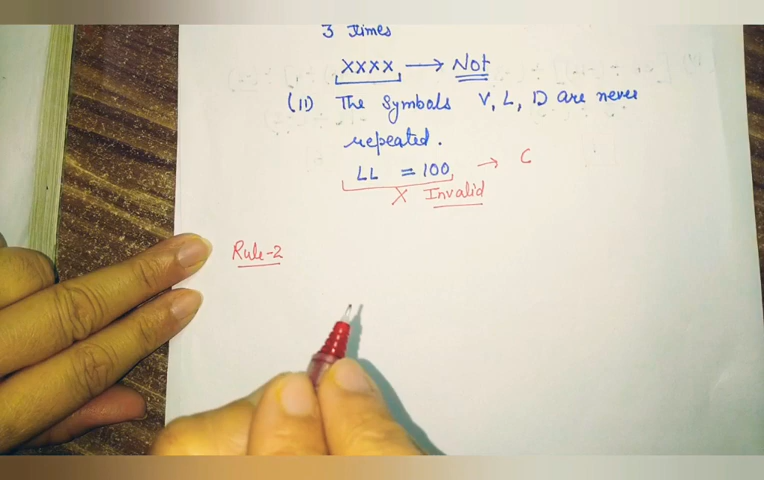 3 times
XXXX → Not
(II) The Symbols V, L, D are never
repeated.
LL = 100 → C
X Invalid
Rule-2